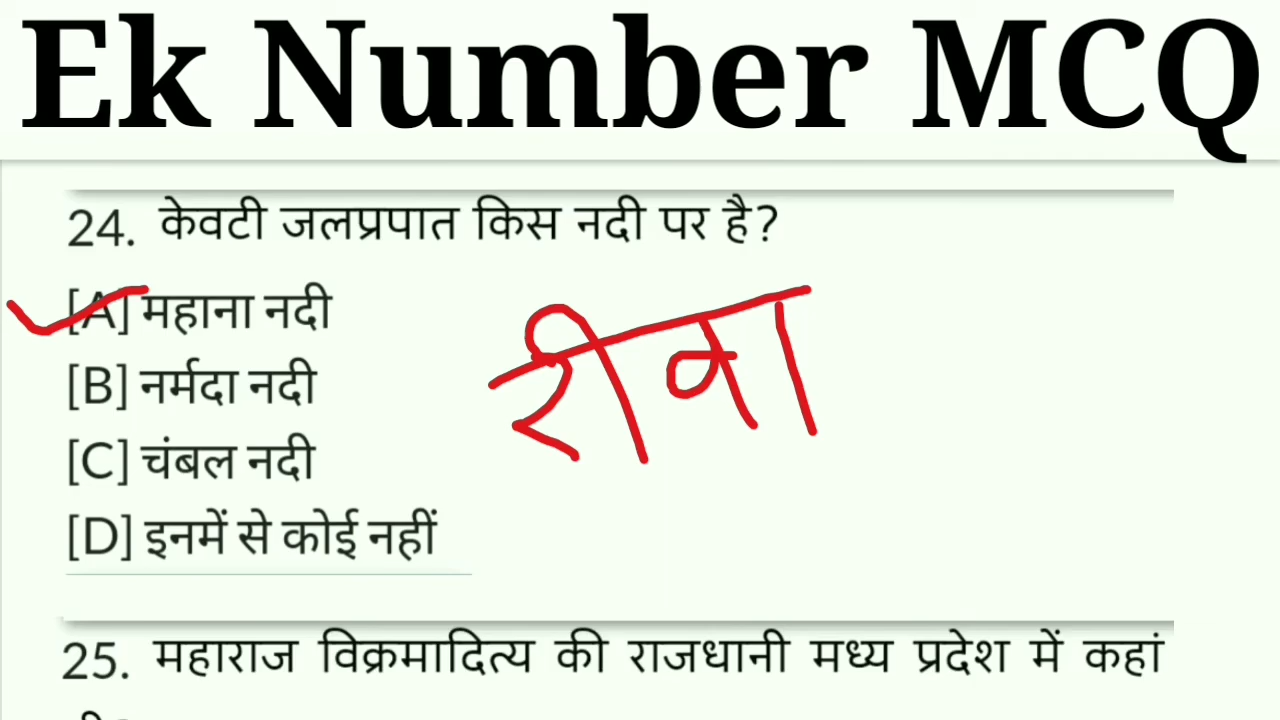 Ek Number MCQ
24. केवटी जलप्रपात किस नदी पर है?
[A] महाना नदी
रीवा
[B] नर्मदा नदी
[C] चंबल नदी
[D] इनमें से कोई नहीं
25. महाराज विक्रमादित्य की राजधानी मध्य प्रदेश में कहां